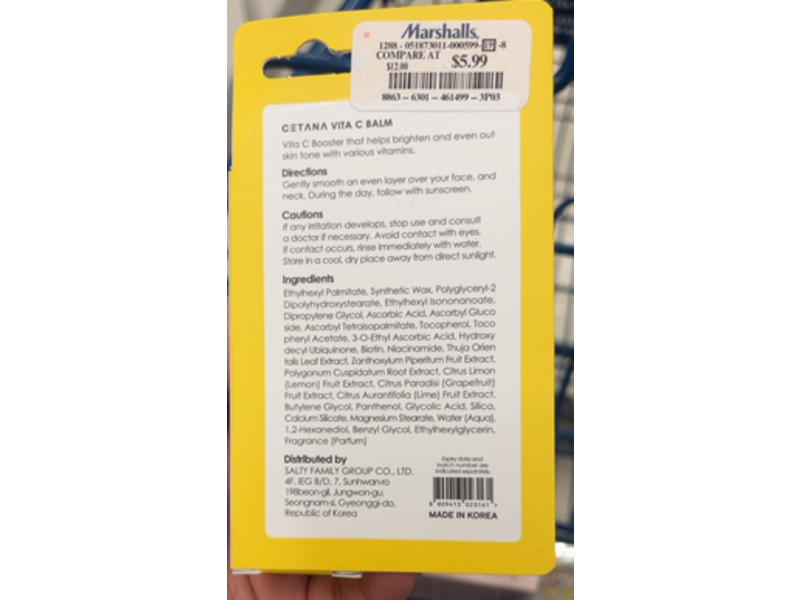 Marshalls.
1288 - 051873011-000599- 19 -8
COMPARE AT $5.99
$12.00
8863 – 6301 – 461499 – 3P03
CETANA VITA C BALM
Vita C Booster that helps brighten and even out
skin tone with various vitamins.
Directions
Gently smooth an even layer over your face, and
neck. During the day, follow with sunscreen.
Cautions
If any irritation develops, stop use and consult
a doctor if necessary. Avoid contact with eyes.
If contact occurs, rinse immediately with water.
Store in a cool, dry place away from direct sunlight.
Ingredients
Ethylhexyl Palmitate, Synthetic Wax, Polyglyceryl-2
Dipolyhydroxystearate, Ethylhexyl Isononanoate,
Dipropylene Glycol, Ascorbic Acid, Ascorbyl Gluco
side, Ascorbyl Tetraisopalmitate, Tocopherol, Toco
pheryl Acetate, 3-O-Ethyl Ascorbic Acid, Hydroxy
decyl Ubiquinone, Biotin, Niacinamide, Thuja Orien
talis Leaf Extract, Zanthoxylum Piperitum Fruit Extract,
Polygonum Cuspidatum Root Extract, Citrus Limon
(Lemon) Fruit Extract, Citrus Paradisi (Grapefruit)
Fruit Extract, Citrus Aurantifolia (Lime) Fruit Extract,
Butylene Glycol, Panthenol, Glycolic Acid, Silica,
Calcium Silicate, Magnesium Stearate, Water (Aqua),
1,2-Hexanediol, Benzyl Glycol, Ethylhexylglycerin,
Fragrance (Parfum)
Distributed by
SALTY FAMILY GROUP CO., LTD.
4F, IEG B/D, 7, Sunhwan-ro
198beon-gil, Jungwon-gu,
Seongnam-si, Gyeonggi-do,
Republic of Korea
Expiry date and
batch number are
indicated separately.
8 809415 023161 >
MADE IN KOREA